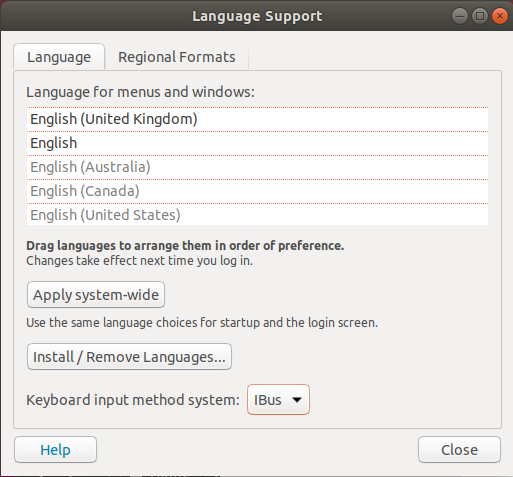 Language Support
Language Regional Formats
Language for menus and windows:
English (United Kingdom)
English
English (Australia)
English (Canada)
English (United States)
Drag languages to arrange them in order of preference.
Changes take effect next time you log in.
Apply system-wide
Use the same language choices for startup and the login screen.
Install / Remove Languages...
Keyboard input method system: IBus
Help Close